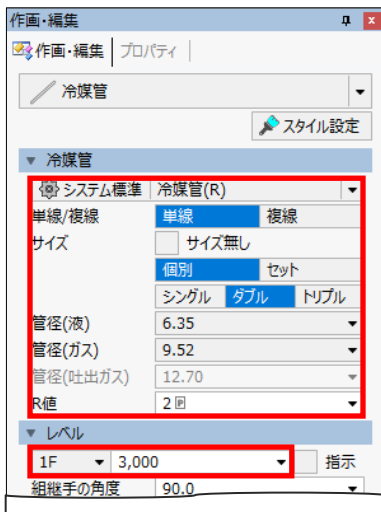 作画・編集
作画・編集 プロパティ
冷媒管
スタイル設定
冷媒管
システム標準 冷媒管(R)
単線/複線 単線 複線
サイズ サイズ無し
個別 セット
シングル ダブル トリプル
管径(液) 6.35
管径(ガス) 9.52
管径(吐出ガス) 12.70
R値 2 P
レベル
1F 3,000 指示
組継手の角度 90.0